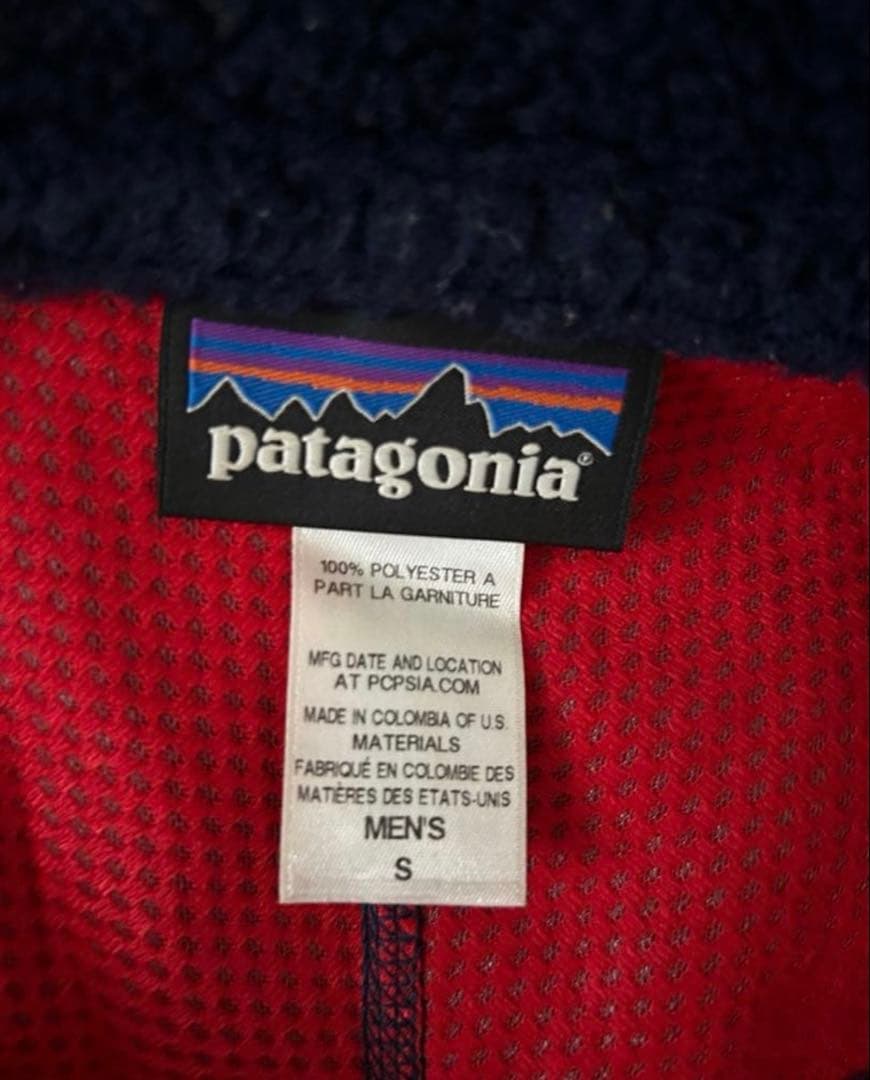 patagonia®
100% POLYESTER A
PART LA GARNITURE
MFG DATE AND LOCATION
AT PCPSIA.COM
MADE IN COLOMBIA OF U.S.
MATERIALS
FABRIQUÉ EN COLOMBIE DES
MATIÈRES DES ETATS-UNIS
MEN'S
S